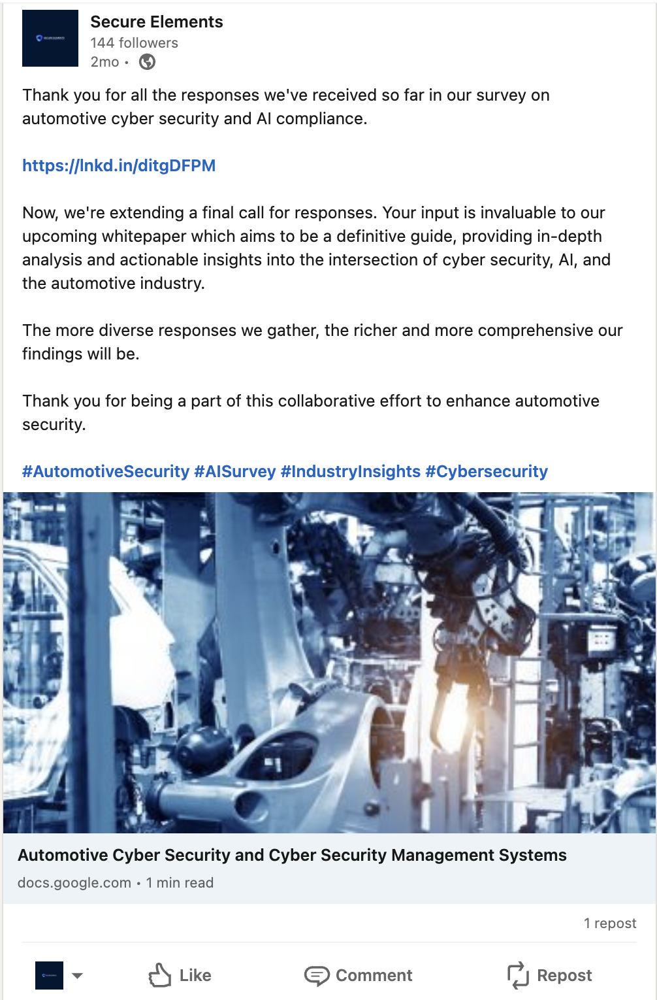 Secure Elements
144 followers
2mo •
Thank you for all the responses we've received so far in our survey on
automotive cyber security and AI compliance.
https://lnkd.in/ditgDFPM
Now, we're extending a final call for responses. Your input is invaluable to our
upcoming whitepaper which aims to be a definitive guide, providing in-depth
analysis and actionable insights into the intersection of cyber security, AI, and
the automotive industry.
The more diverse responses we gather, the richer and more comprehensive our
findings will be.
Thank you for being a part of this collaborative effort to enhance automotive
security.
#AutomotiveSecurity #AISurvey #IndustryInsights #Cybersecurity
Automotive Cyber Security and Cyber Security Management Systems
docs.google.com • 1 min read
1 repost
Like Comment Repost